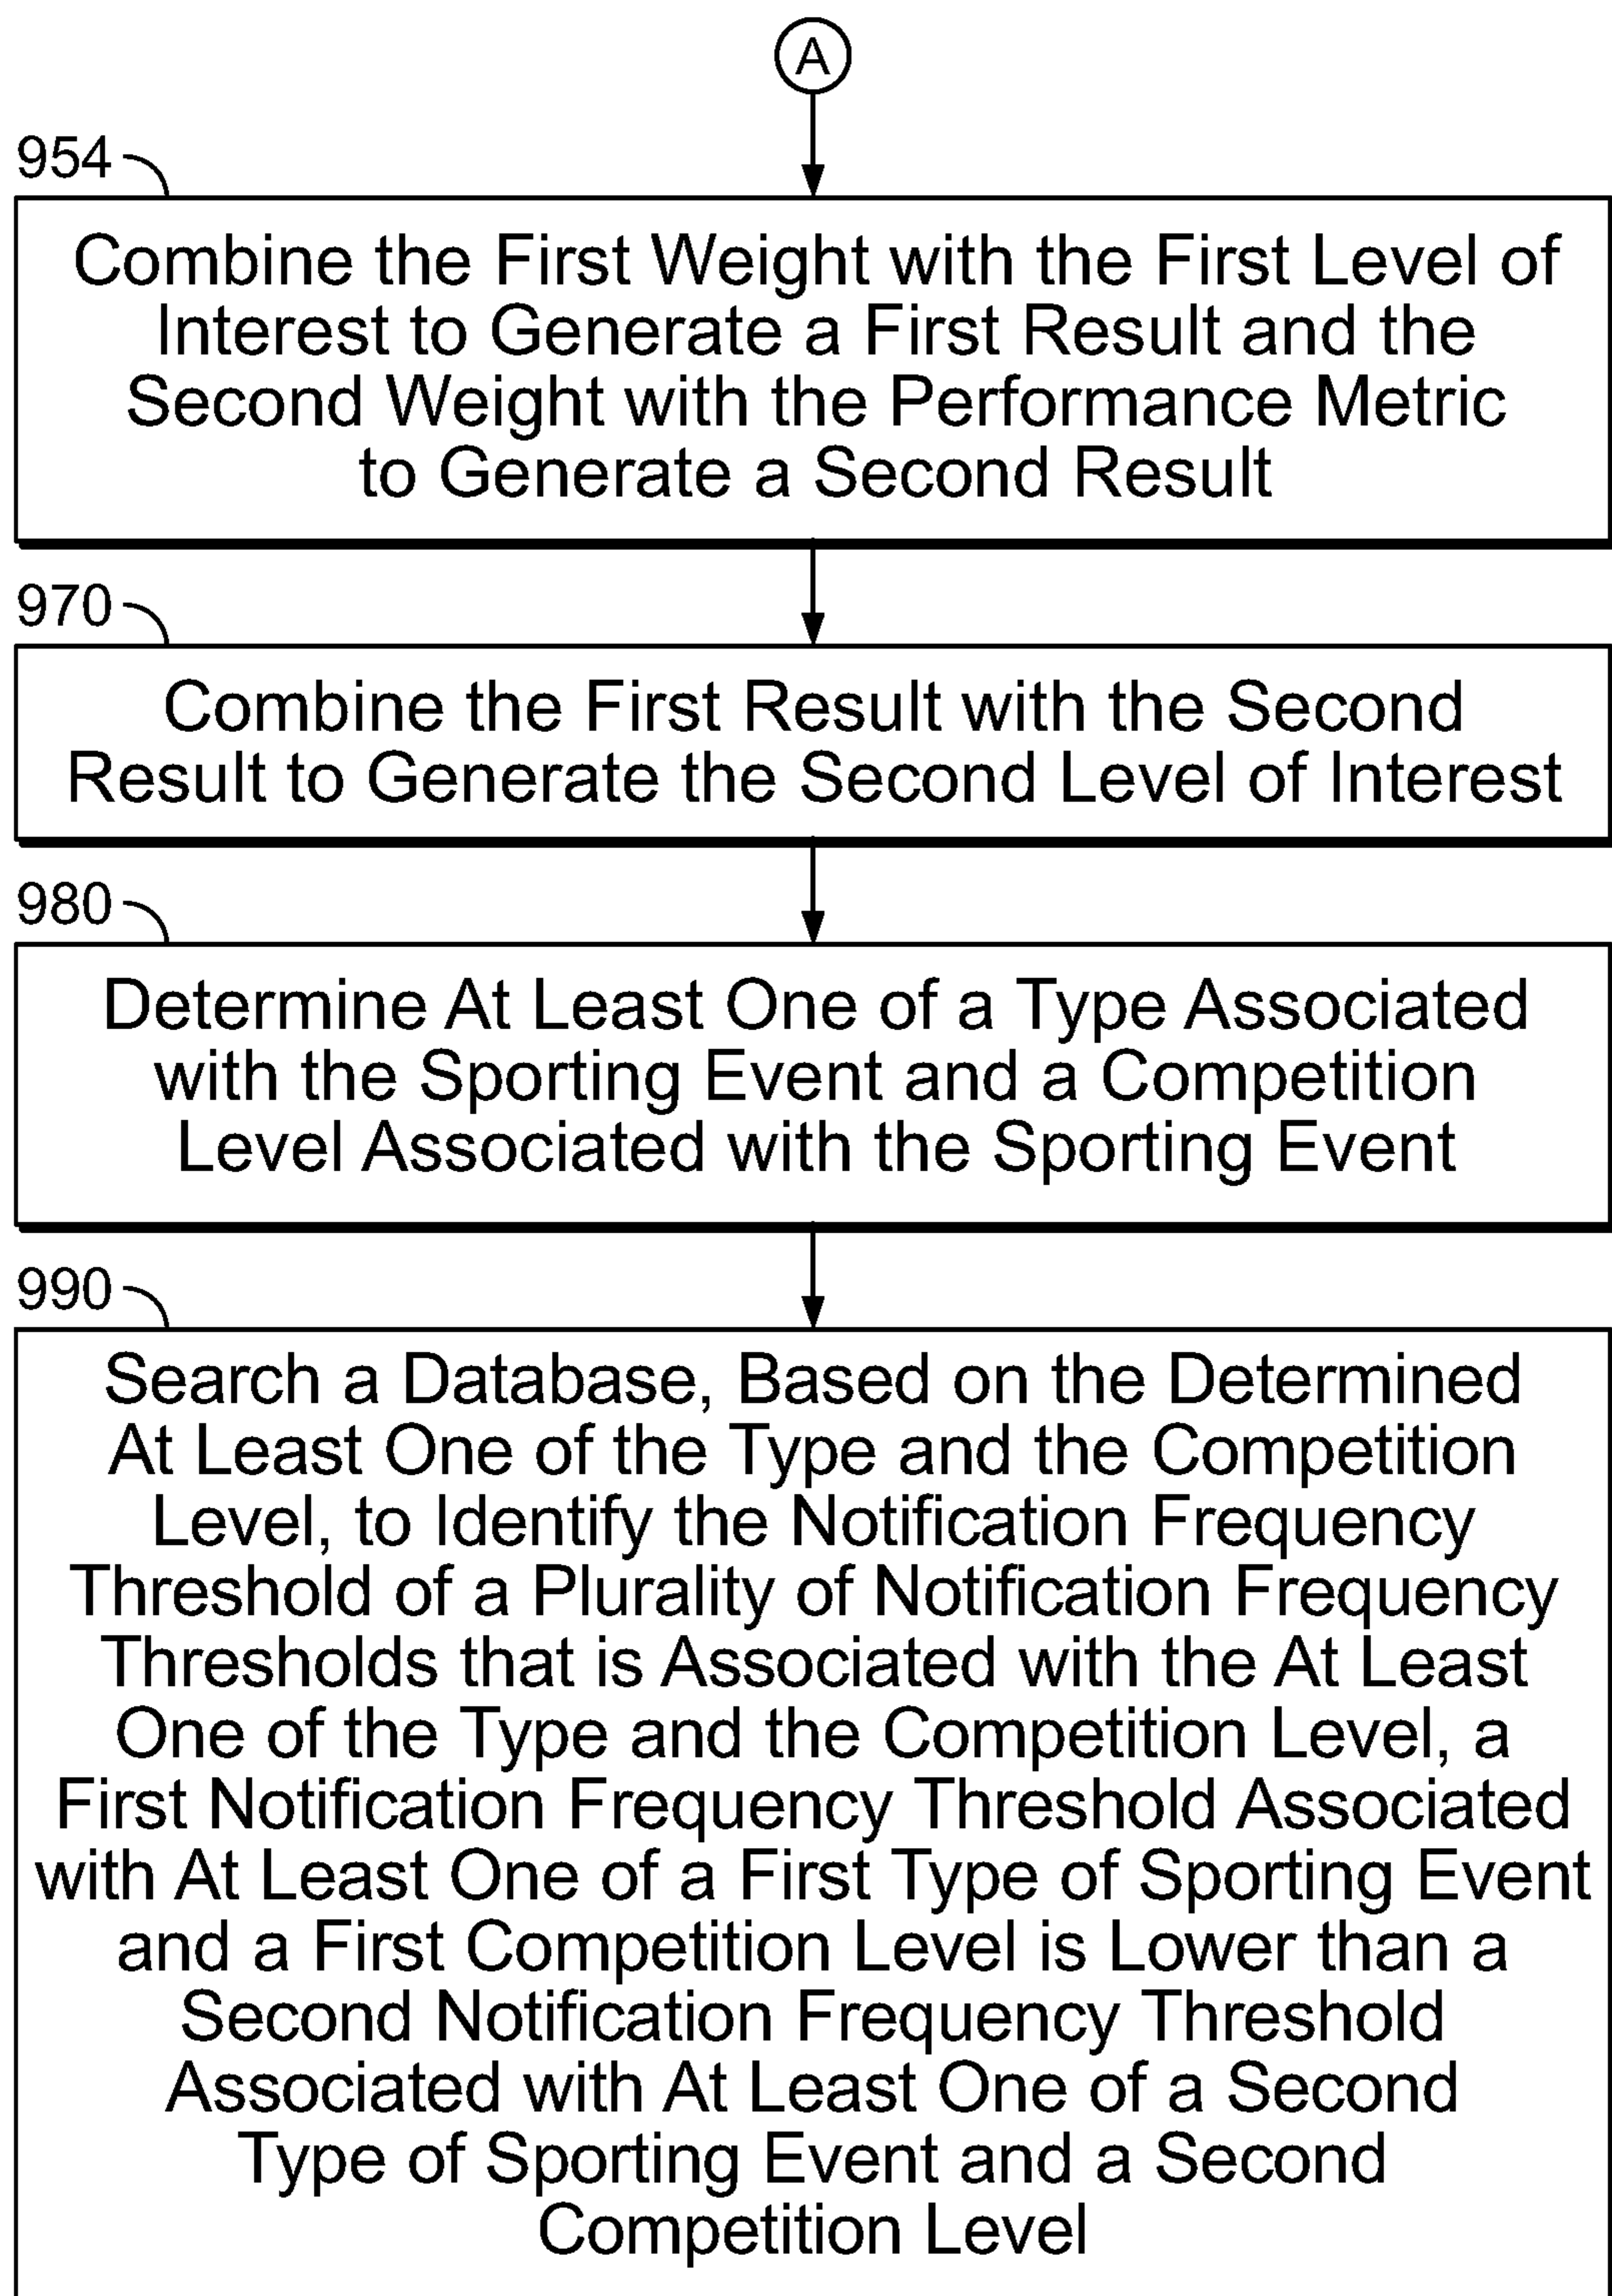 A
954
Combine the First Weight with the First Level of
Interest to Generate a First Result and the
Second Weight with the Performance Metric
to Generate a Second Result
970
Combine the First Result with the Second
Result to Generate the Second Level of Interest
980
Determine At Least One of a Type Associated
with the Sporting Event and a Competition
Level Associated with the Sporting Event
990
Search a Database, Based on the Determined
At Least One of the Type and the Competition
Level, to Identify the Notification Frequency
Threshold of a Plurality of Notification Frequency
Thresholds that is Associated with the At Least
One of the Type and the Competition Level, a
First Notification Frequency Threshold Associated
with At Least One of a First Type of Sporting Event
and a First Competition Level is Lower than a
Second Notification Frequency Threshold
Associated with At Least One of a Second
Type of Sporting Event and a Second
Competition Level